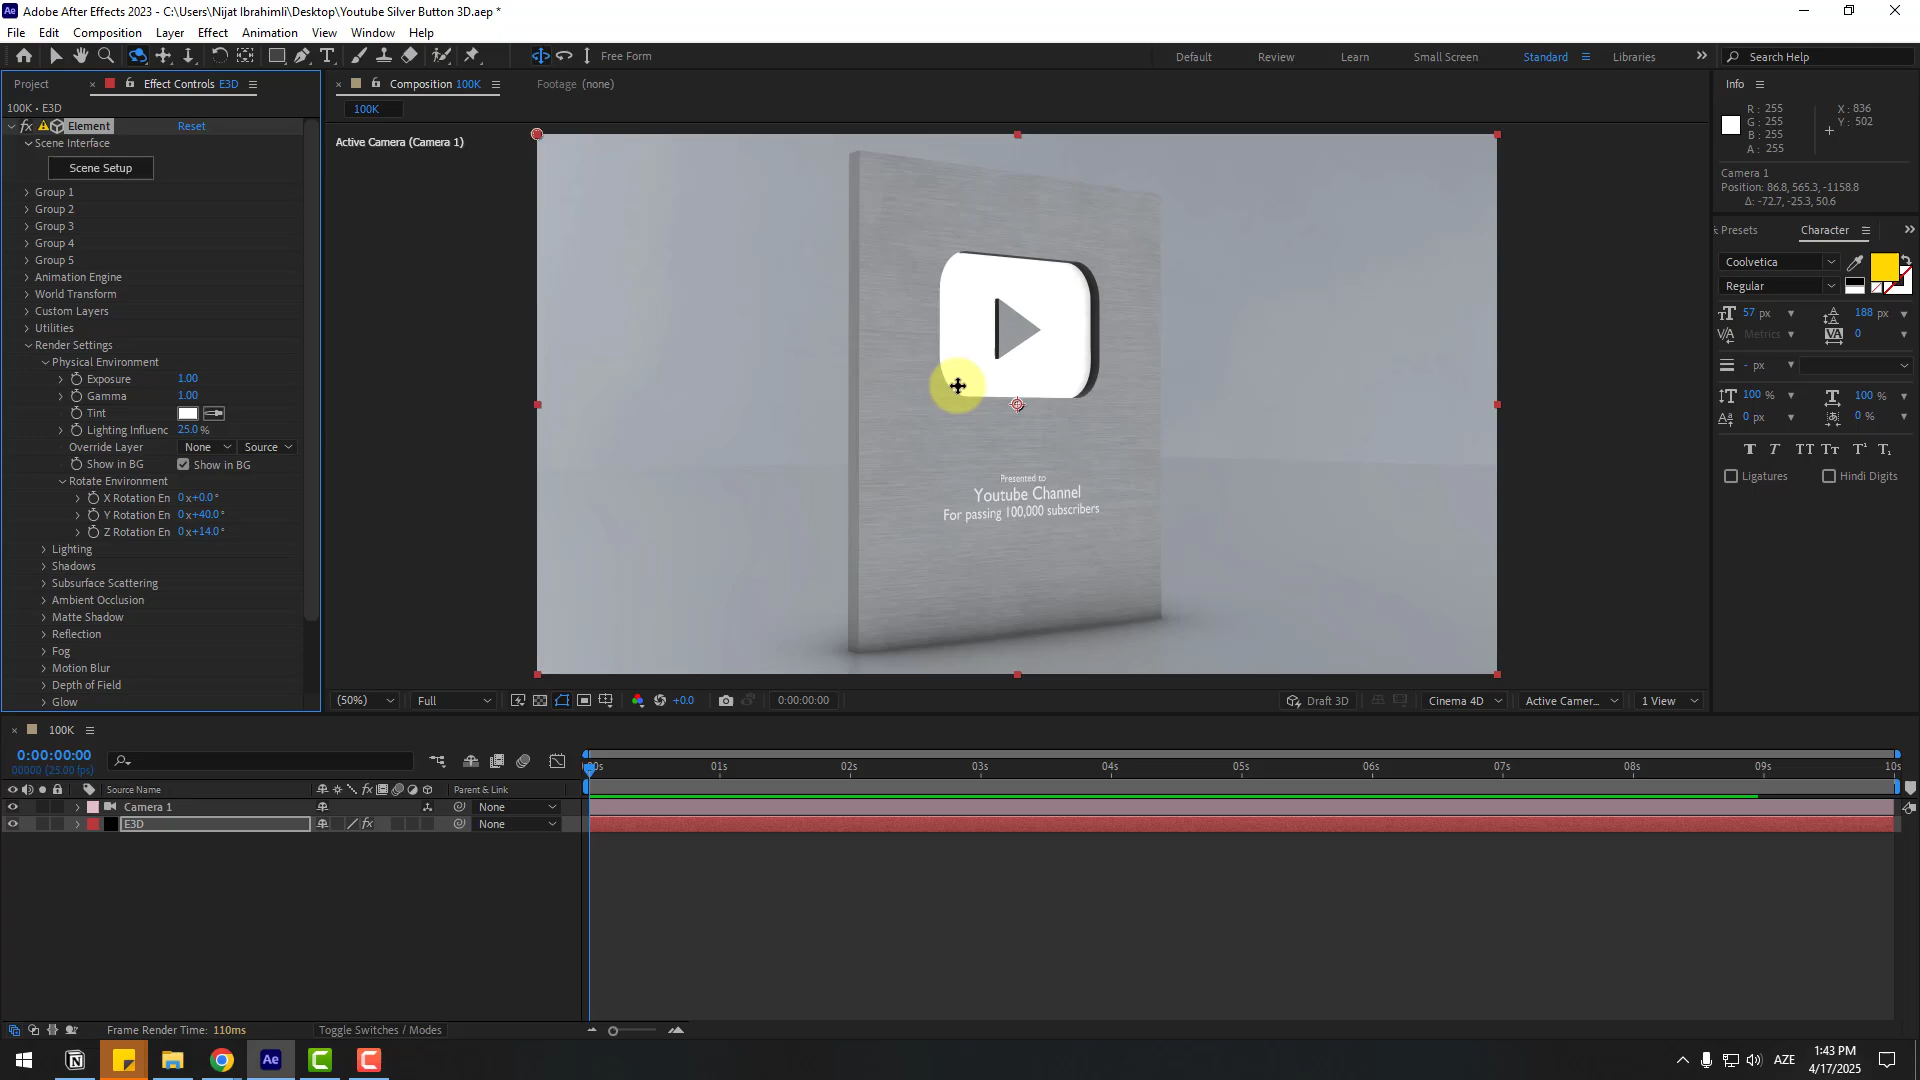 Adobe After Effects 2023 - C:\Users\Nijat Ibrahimli\Desktop\Youtube Silver Button 3D.aep *
File Edit Composition Layer Effect Animation View Window Help
Free Form
Default Review Learn Small Screen Standard Libraries Search Help
Project Effect Controls E3D
100K • E3D
fx Element Reset
Scene Interface
Scene Setup
Group 1
Group 2
Group 3
Group 4
Group 5
Animation Engine
World Transform
Custom Layers
Utilities
Render Settings
Physical Environment
Exposure 1.00
Gamma 1.00
Tint
Lighting Influenc 25.0 %
Override Layer None Source
Show in BG Show in BG
Rotate Environment
X Rotation En 0 x+0.0°
Y Rotation En 0 x+40.0°
Z Rotation En 0 x+14.0°
Lighting
Shadows
Subsurface Scattering
Ambient Occlusion
Matte Shadow
Reflection
Fog
Motion Blur
Depth of Field
Glow
Composition 100K Footage (none)
100K
Active Camera (Camera 1)
Presented to
Youtube Channel
For passing 100,000 subscribers
(50%) Full +0.0 0:00:00:00 Draft 3D Cinema 4D Active Camer... 1 View
Info
R : 255
G : 255
B : 255
A : 255
X : 836
Y : 502
Camera 1
Position: 86.8, 565.3, -1158.8
Δ: -72.7, -25.3, 50.6
Presets Character
Coolvetica
Regular
57 px 188 px
Metrics 0
- px
100 % 100 %
0 px 0 %
Ligatures Hindi Digits
100K
0:00:00:00
00000 (25.00 fps)
Source Name fx Parent & Link
Camera 1 None
E3D fx None
00s 01s 02s 03s 04s 05s 06s 07s 08s 09s 10s
Frame Render Time: 110ms Toggle Switches / Modes
AZE
1:43 PM
4/17/2025